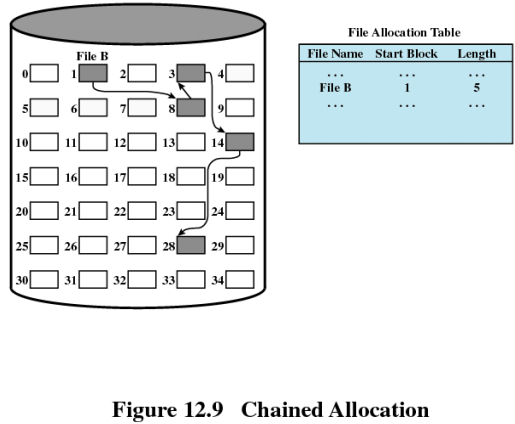 File Allocation Table
File Name Start Block Length
... ... ...
File B 1 5
... ... ...
File B
0 1 2 3 4
5 6 7 8 9
10 11 12 13 14
15 16 17 18 19
20 21 22 23 24
25 26 27 28 29
30 31 32 33 34
Figure 12.9 Chained Allocation